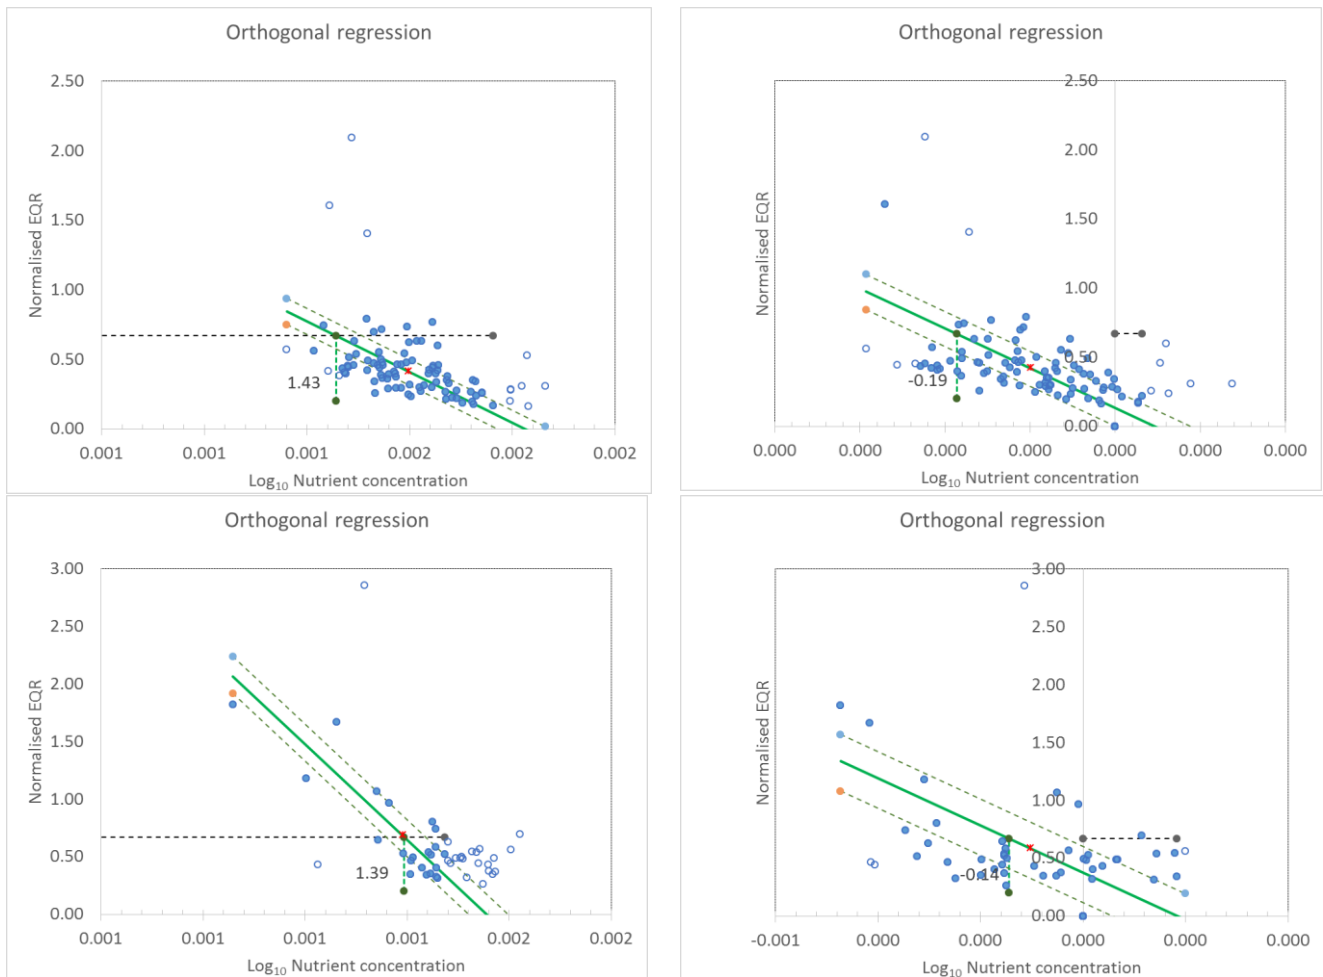 Orthogonal regression
Normalised EQR
2.50
2.00
1.50
1.00
0.50
0.00
1.43
0.001 0.001 0.001 0.002 0.002 0.002
Log₁₀ Nutrient concentration
Orthogonal regression
Normalised EQR
2.50
2.00
1.50
1.00
0.50
0.00
-0.19
0.000 0.000 0.000 0.000 0.000 0.000 0.000
Log₁₀ Nutrient concentration
Orthogonal regression
Normalised EQR
3.00
2.50
2.00
1.50
1.00
0.50
0.00
1.39
0.001 0.001 0.001 0.001 0.002 0.002
Log₁₀ Nutrient concentration
Orthogonal regression
Normalised EQR
3.00
2.50
2.00
1.50
1.00
0.50
0.00
-0.14
-0.001 0.000 0.000 0.000 0.000 0.000
Log₁₀ Nutrient concentration